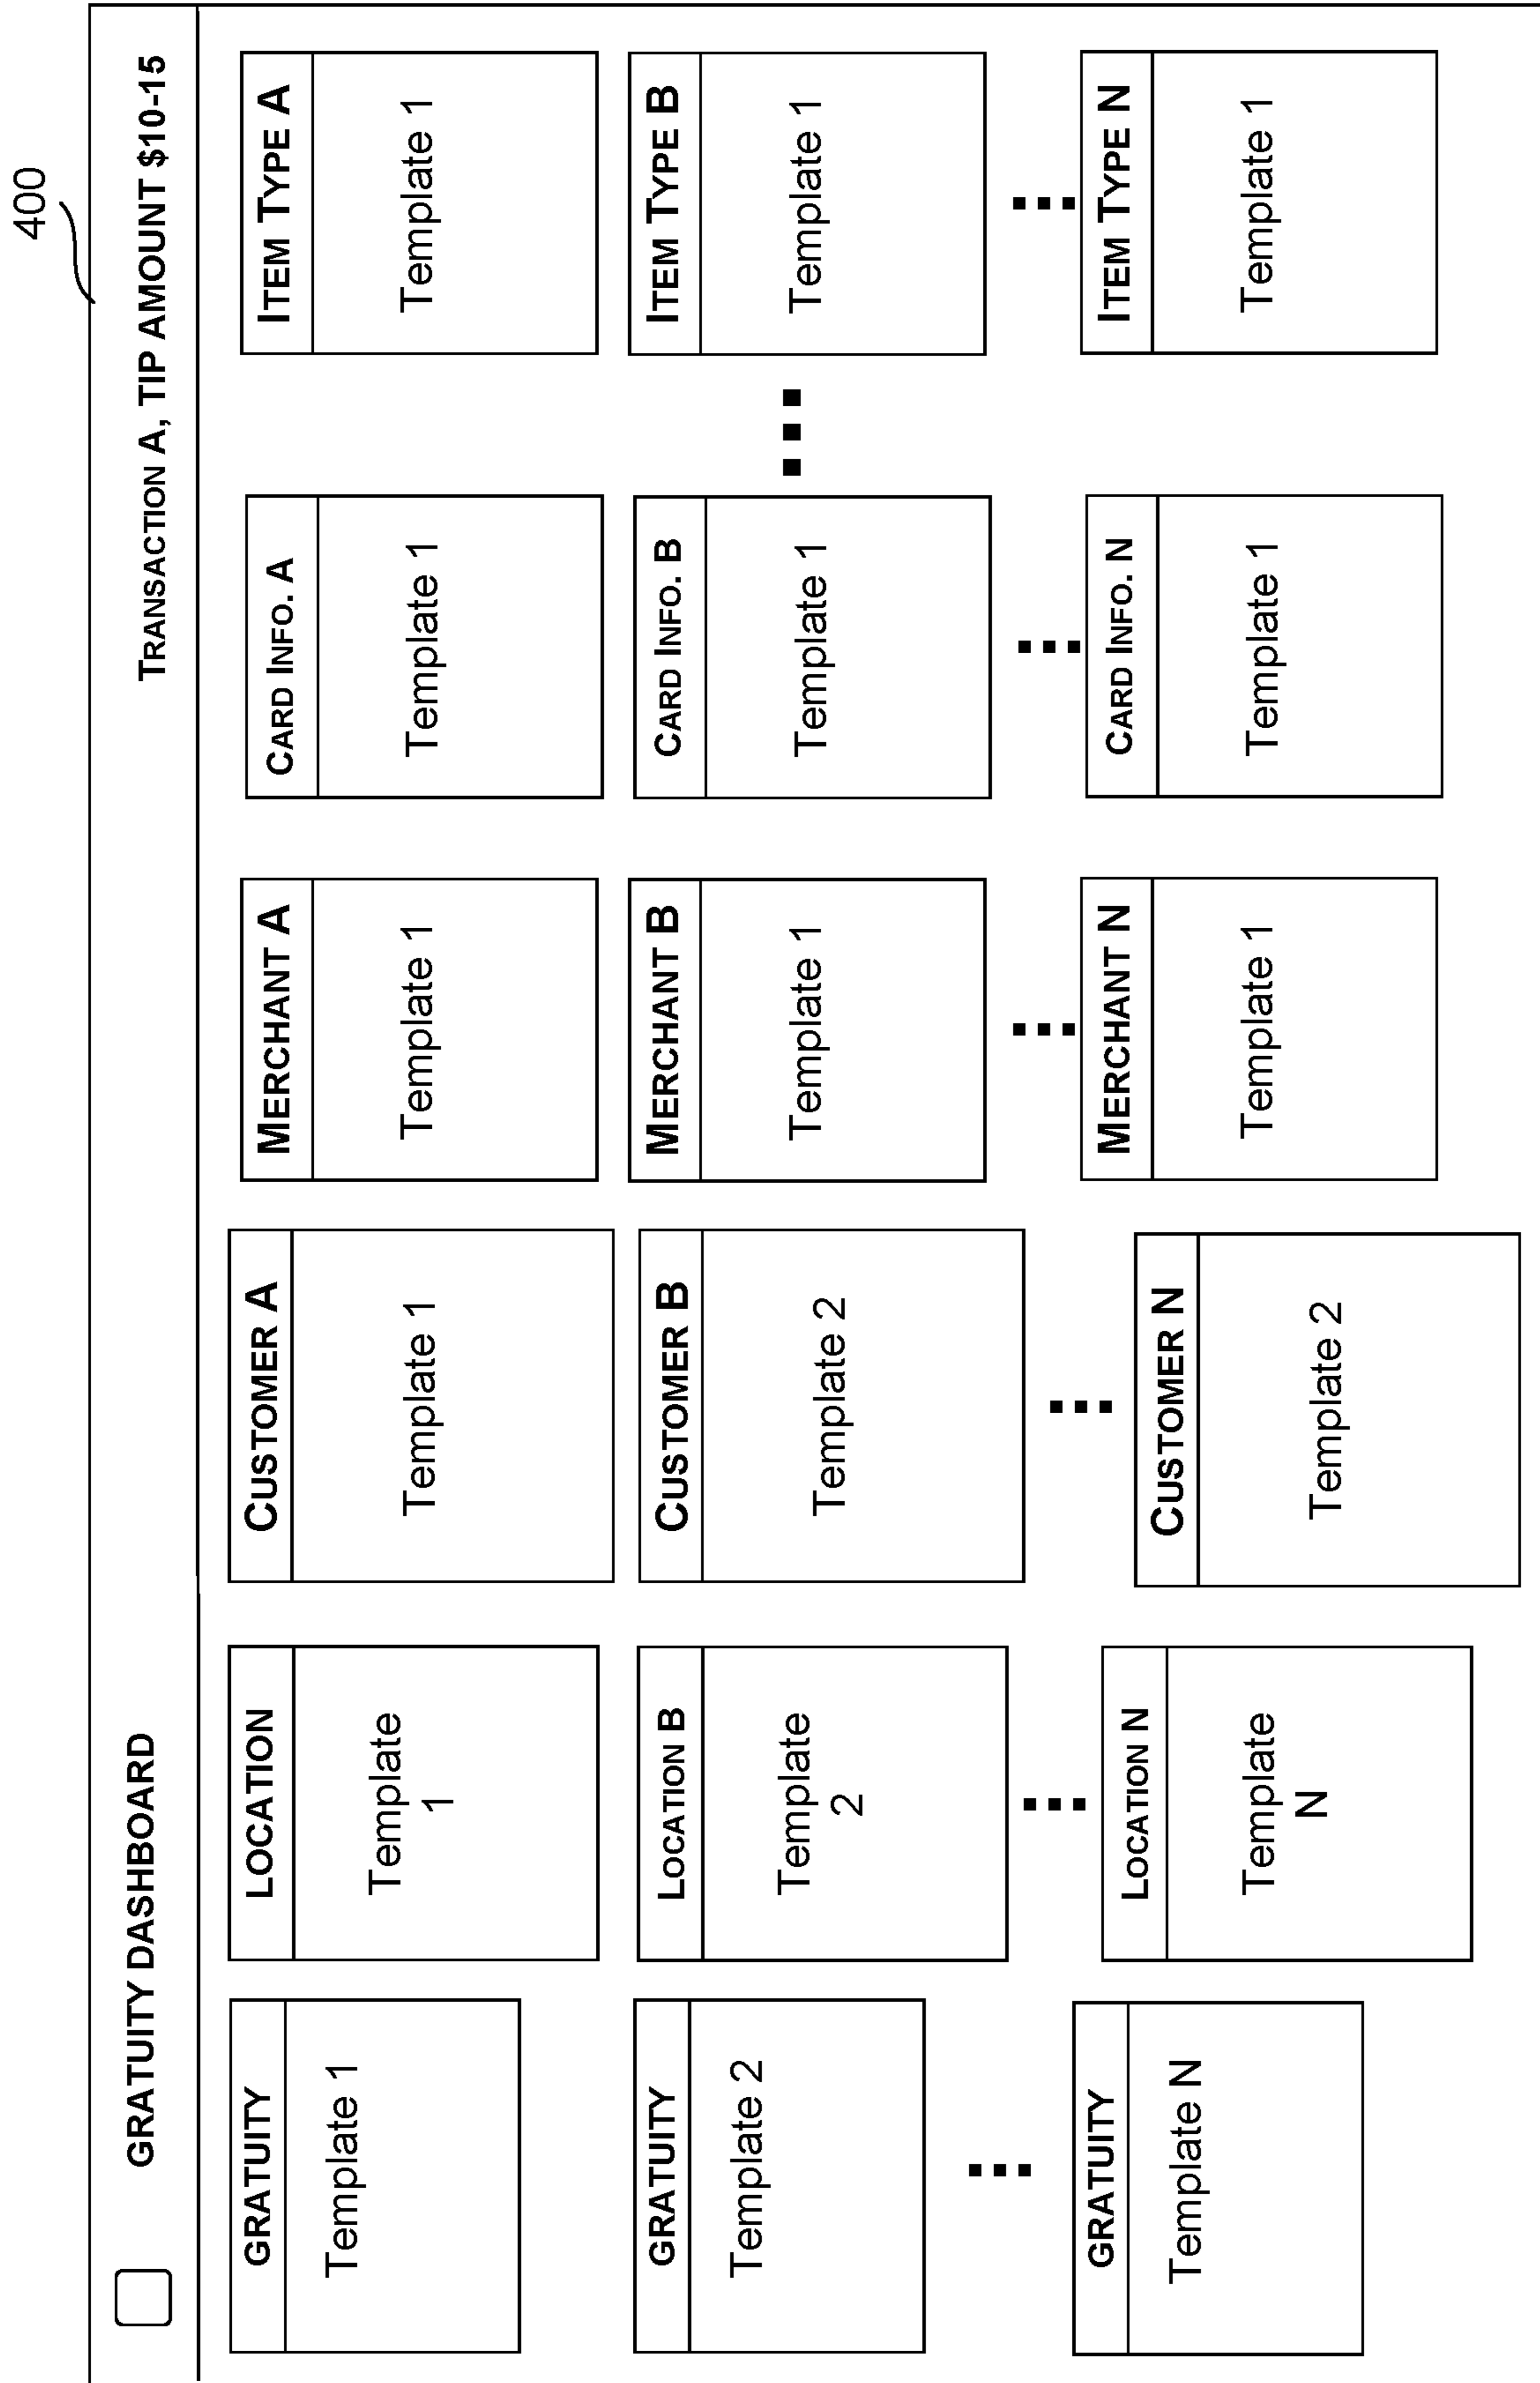 400
GRATUITY DASHBOARD
TRANSACTION A, TIP AMOUNT $10-15
GRATUITY
Template 1
LOCATION
Template
1
CUSTOMER A
Template 1
MERCHANT A
Template 1
CARD INFO. A
Template 1
ITEM TYPE A
Template 1
GRATUITY
Template 2
LOCATION B
Template
2
CUSTOMER B
Template 2
MERCHANT B
Template 1
CARD INFO. B
Template 1
ITEM TYPE B
Template 1
GRATUITY
Template N
LOCATION N
Template
N
CUSTOMER N
Template 2
MERCHANT N
Template 1
CARD INFO. N
Template 1
ITEM TYPE N
Template 1